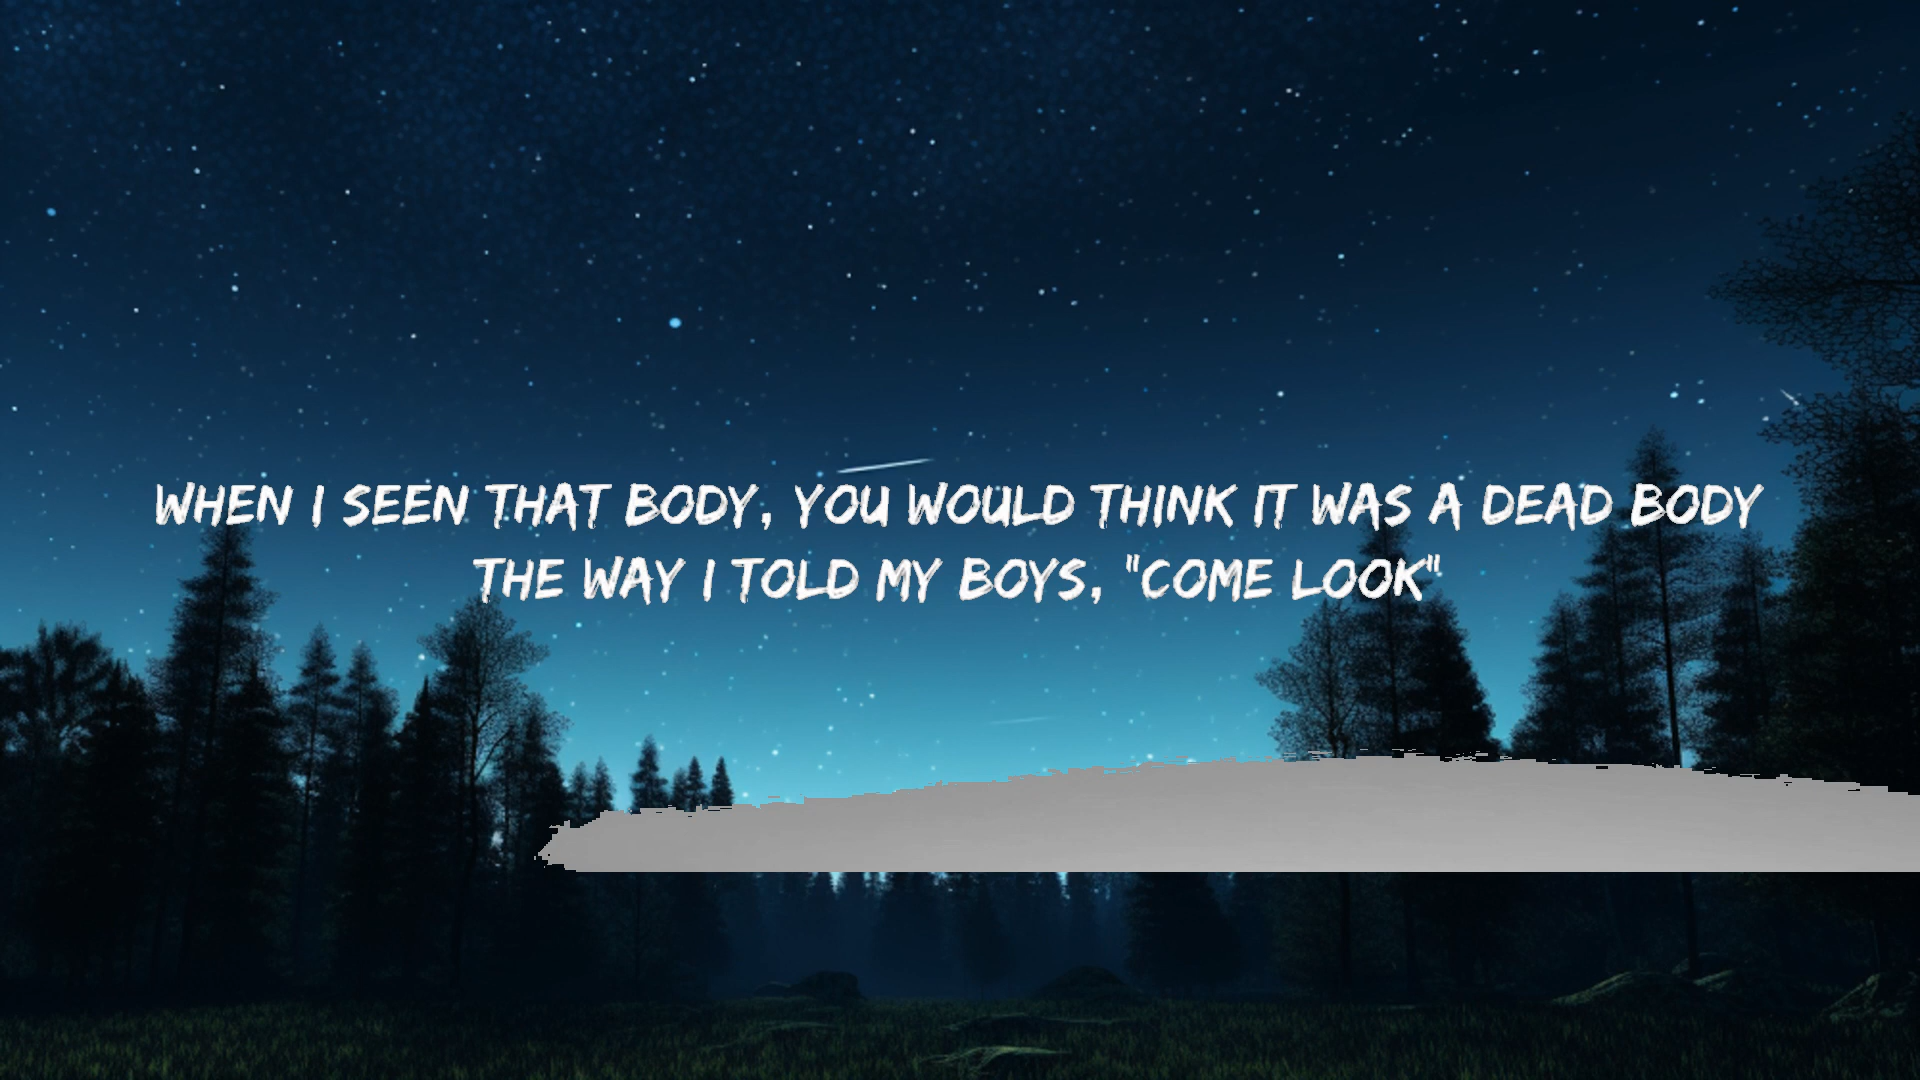 WHEN I SEEN THAT BODY, YOU WOULD THINK IT WAS A DEAD BODY
THE WAY I TOLD MY BOYS, "COME LOOK"